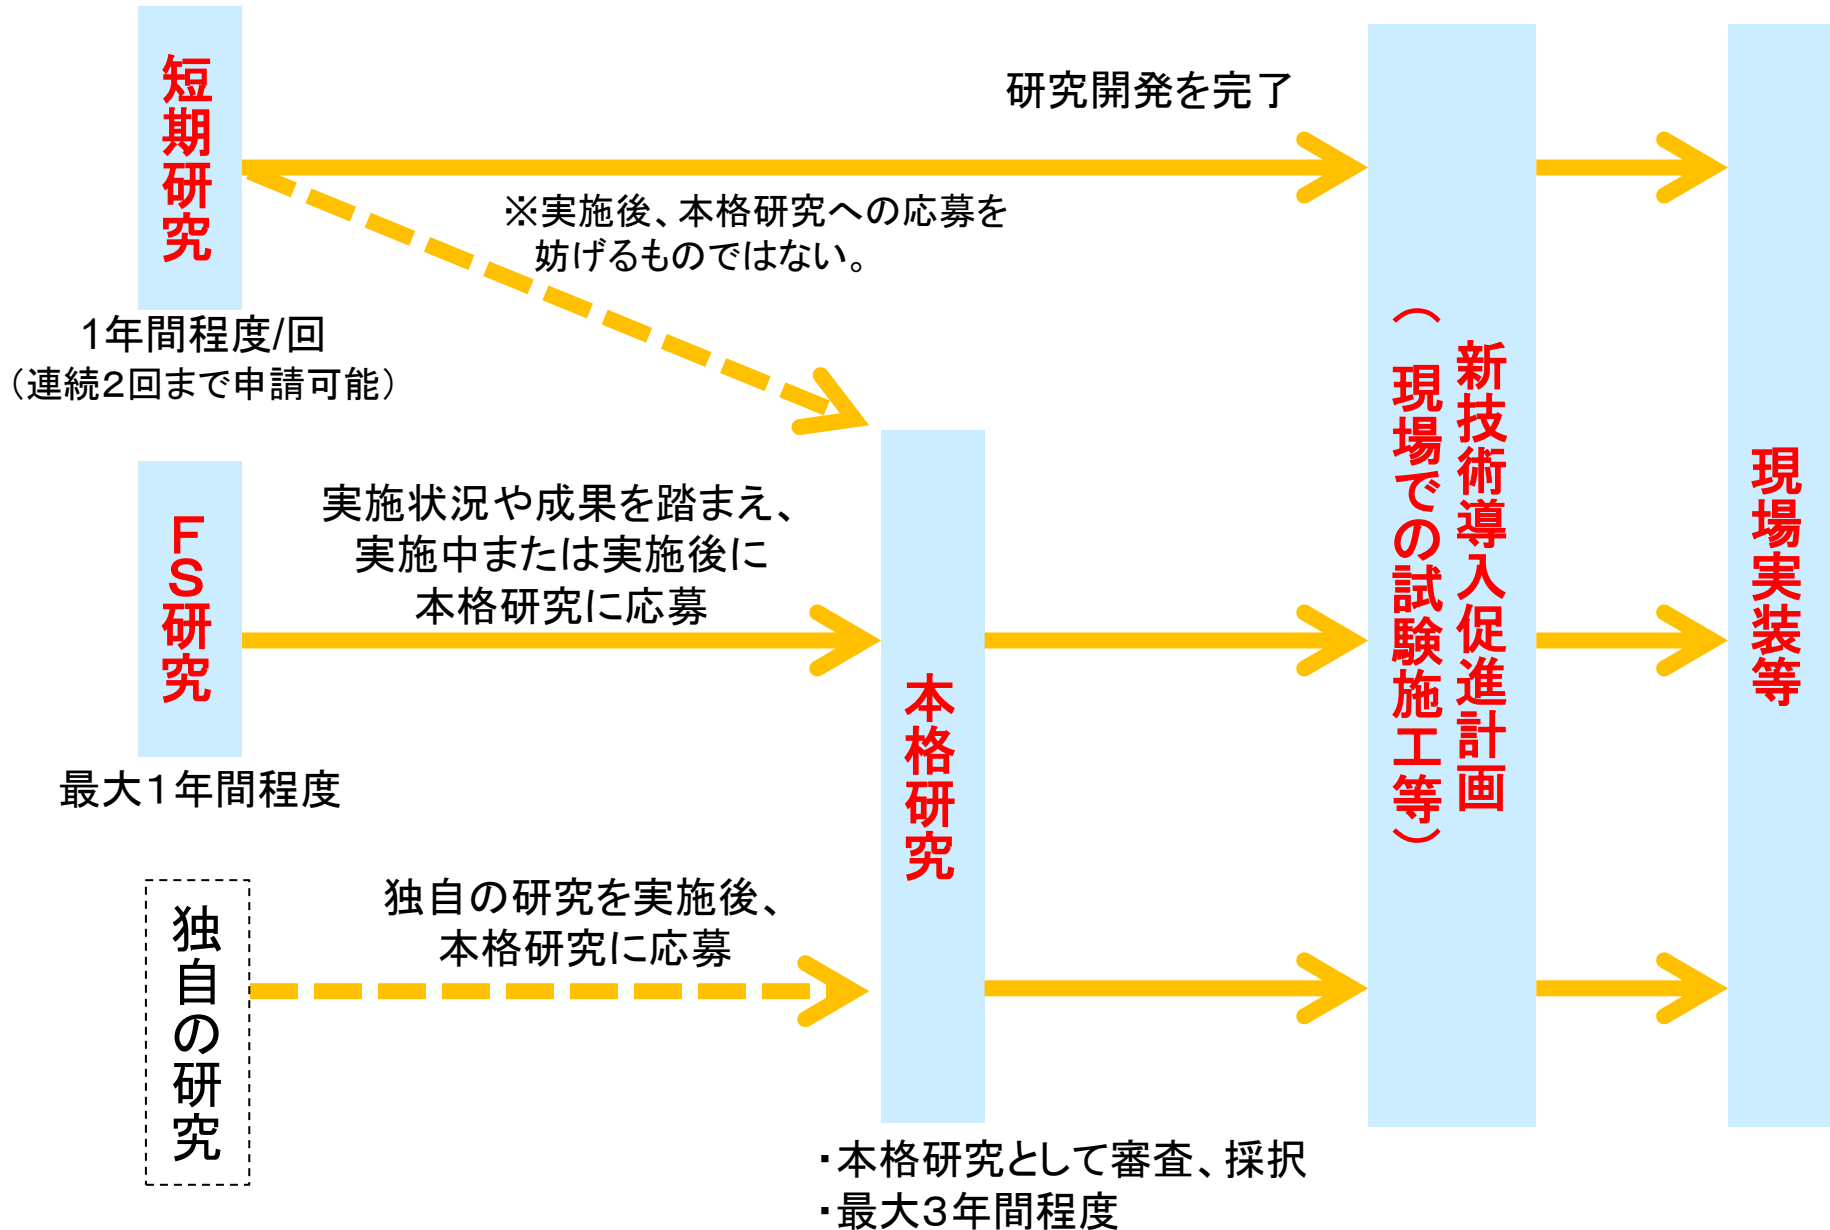 短期研究
研究開発を完了
※実施後、本格研究への応募を
妨げるものではない。
1年間程度/回
（連続２回まで申請可能）
ＦＳ研究
実施状況や成果を踏まえ、
実施中または実施後に
本格研究に応募
最大１年間程度
独自の研究
独自の研究を実施後、
本格研究に応募
本格研究
・本格研究として審査、採択
・最大３年間程度
新技術導入促進計画
（現場での試験施工等）
現場実装等